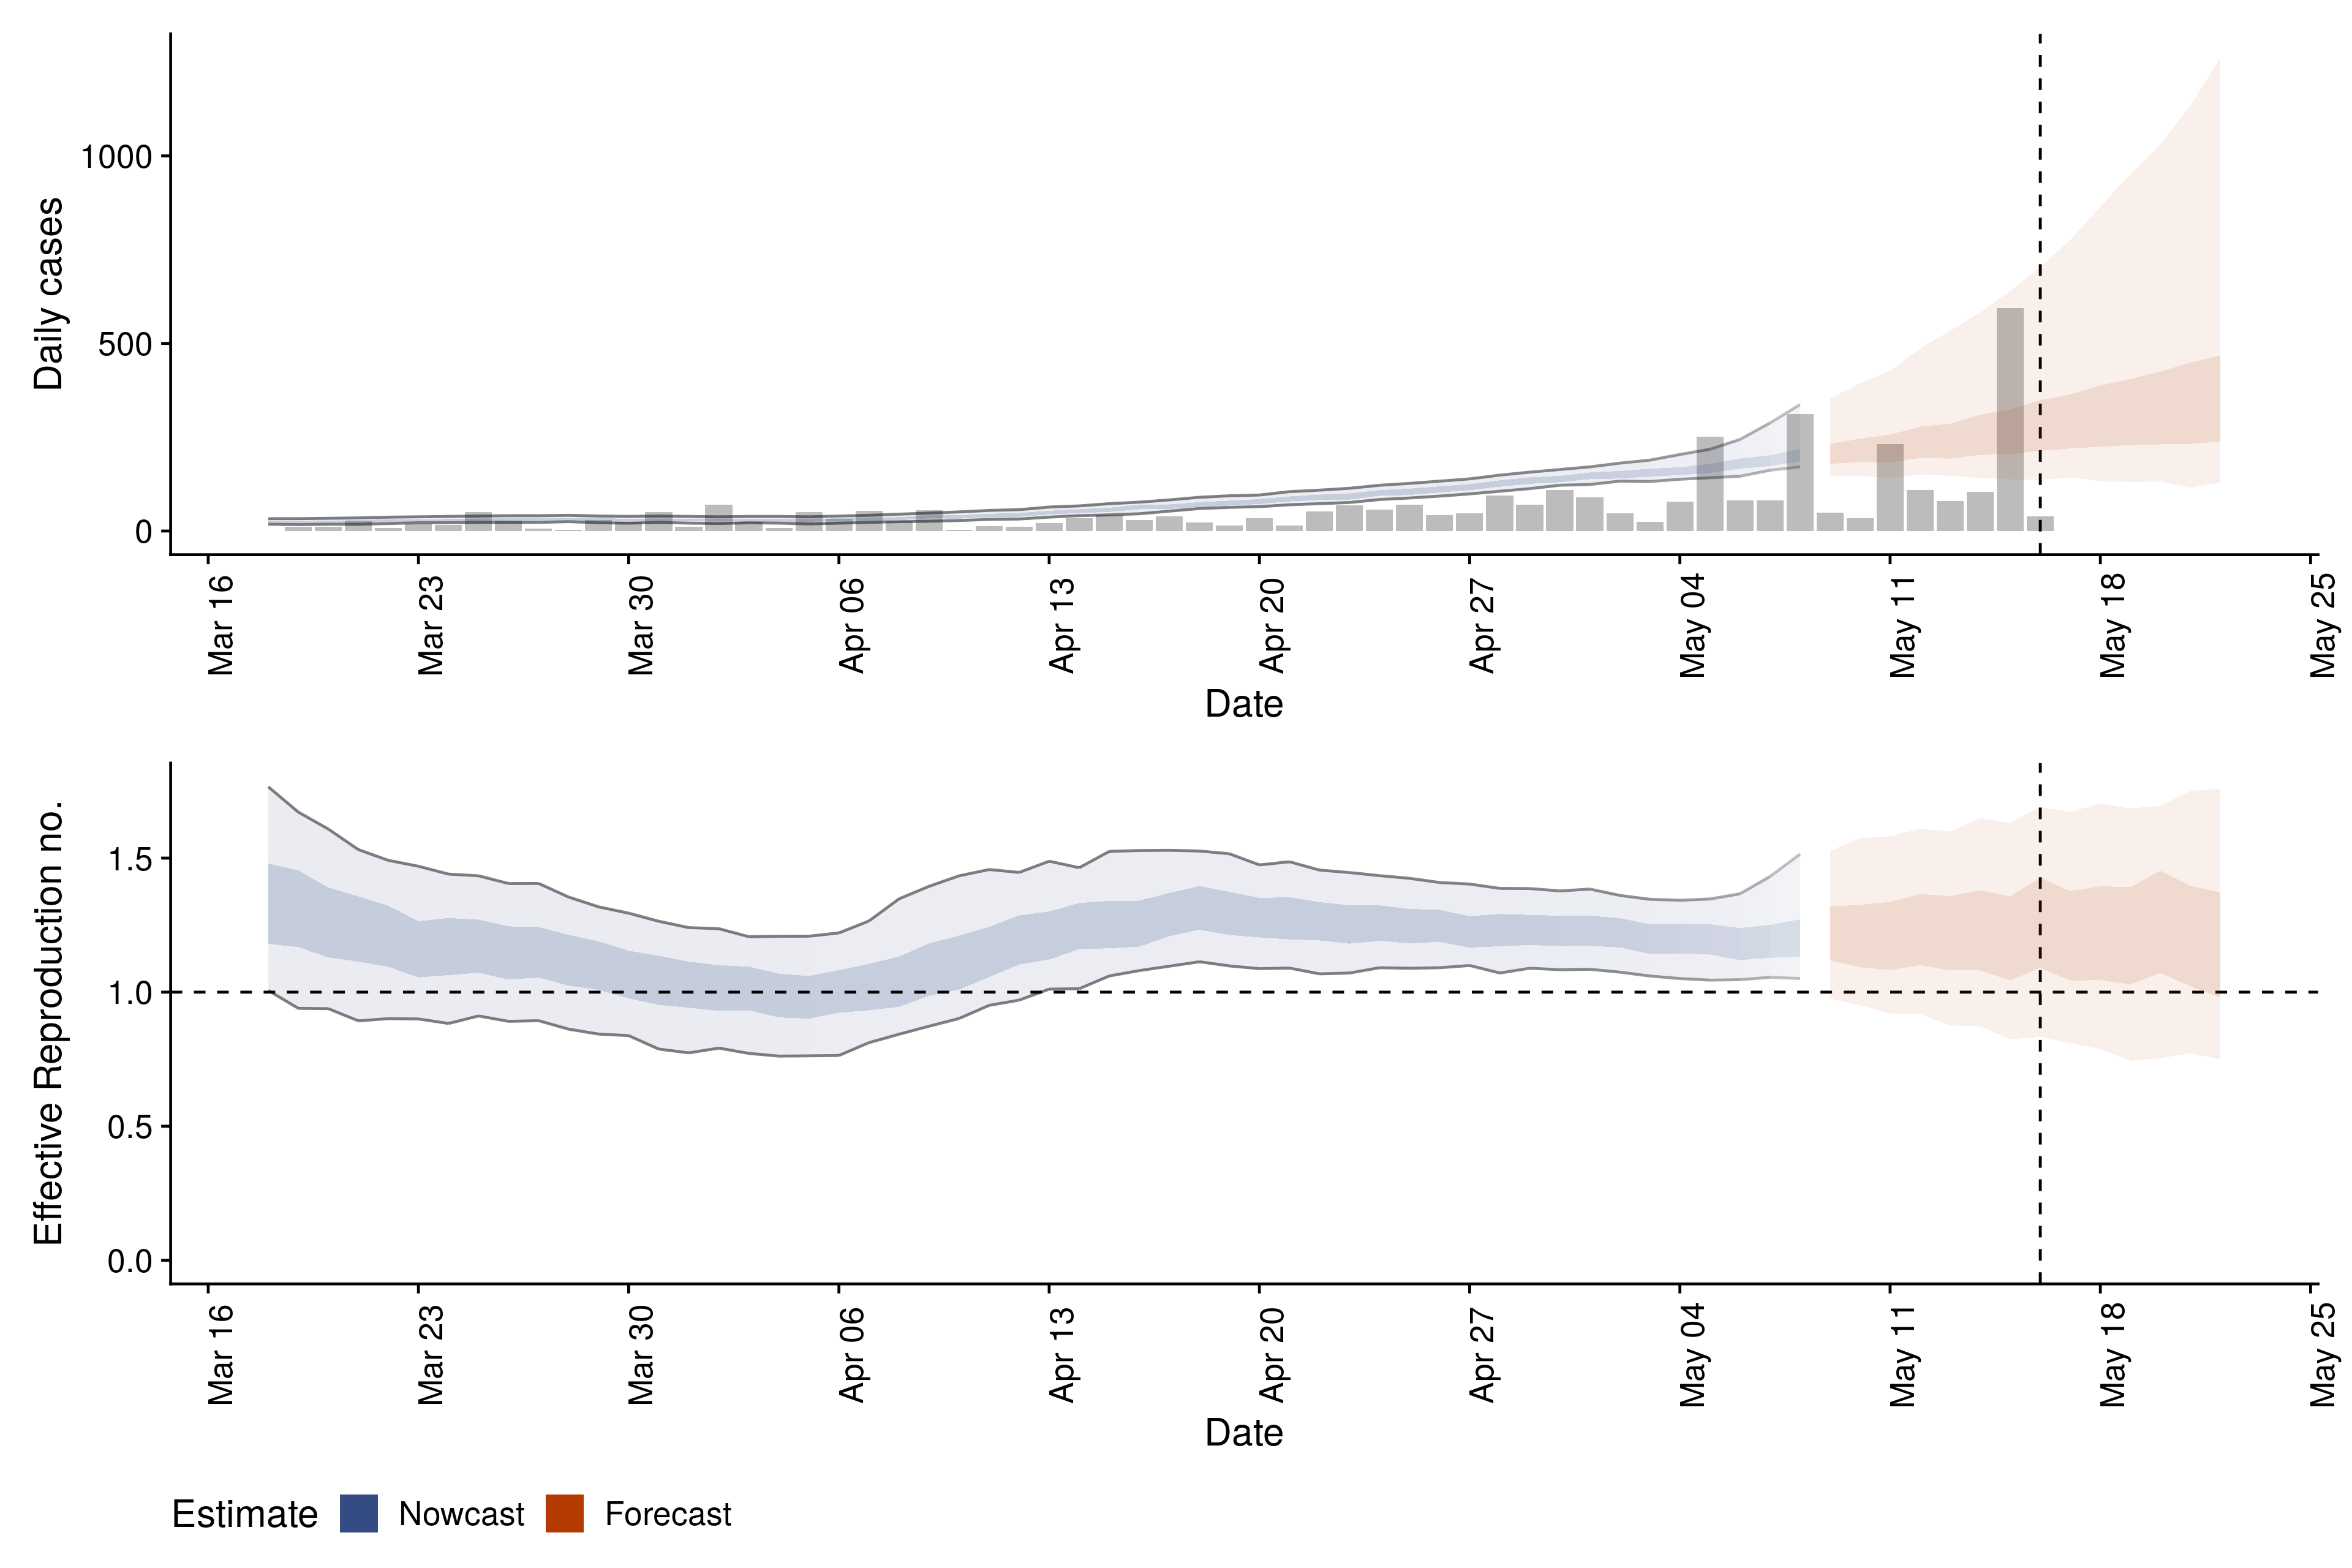 Daily cases
1000
500
0
Mar 16
Mar 23
Mar 30
Apr 06
Apr 13
Apr 20
Apr 27
May 04
May 11
May 18
May 25
Date
Effective Reproduction no.
1.5
1.0
0.5
0.0
Mar 16
Mar 23
Mar 30
Apr 06
Apr 13
Apr 20
Apr 27
May 04
May 11
May 18
May 25
Date
Estimate Nowcast Forecast